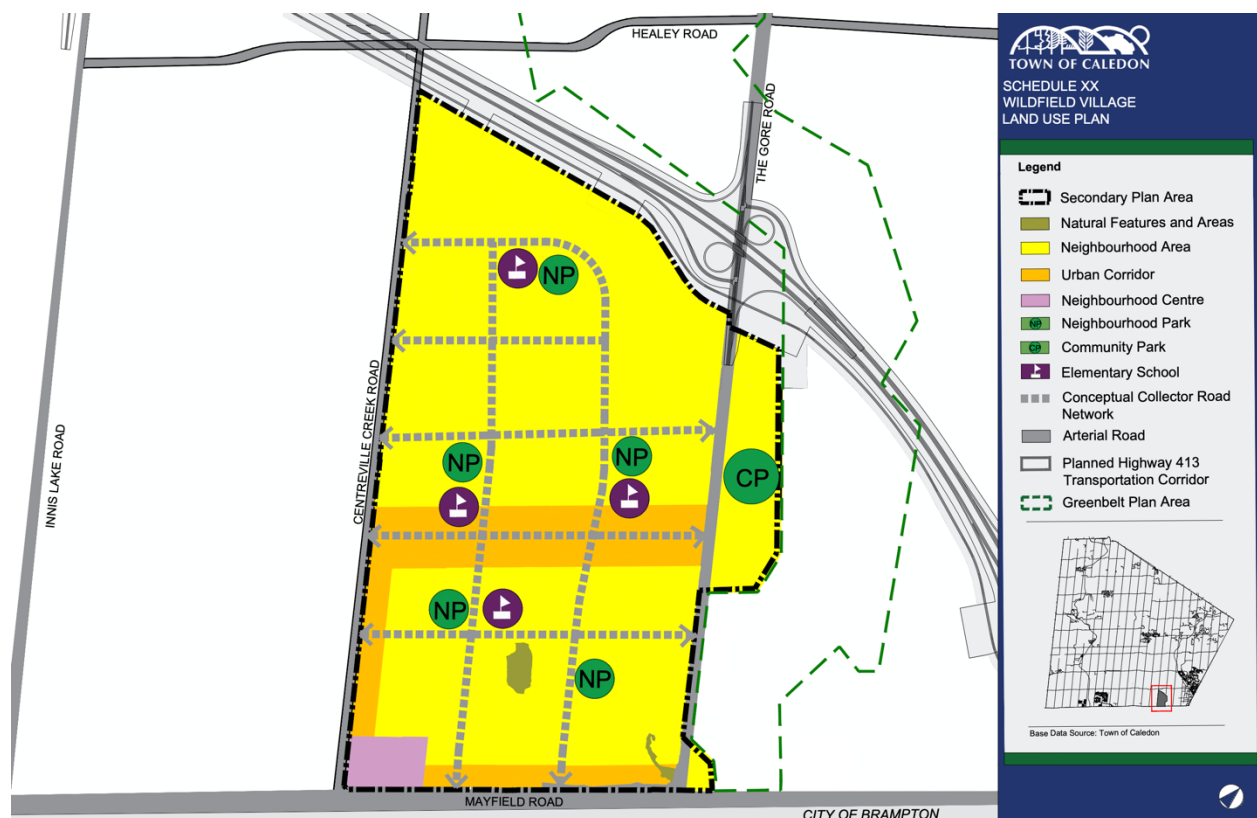 HEALEY ROAD
THE GORE ROAD
CENTREVILLE CREEK ROAD
INNIS LAKE ROAD
NP
NP
NP
CP
NP
NP
MAYFIELD ROAD
CITY OF BRAMPTON
TOWN OF CALEDON
SCHEDULE XX
WILDFIELD VILLAGE
LAND USE PLAN
Legend
Secondary Plan Area
Natural Features and Areas
Neighbourhood Area
Urban Corridor
Neighbourhood Centre
NP Neighbourhood Park
CP Community Park
Elementary School
Conceptual Collector Road
Network
Arterial Road
Planned Highway 413
Transportation Corridor
Greenbelt Plan Area
Base Data Source: Town of Caledon